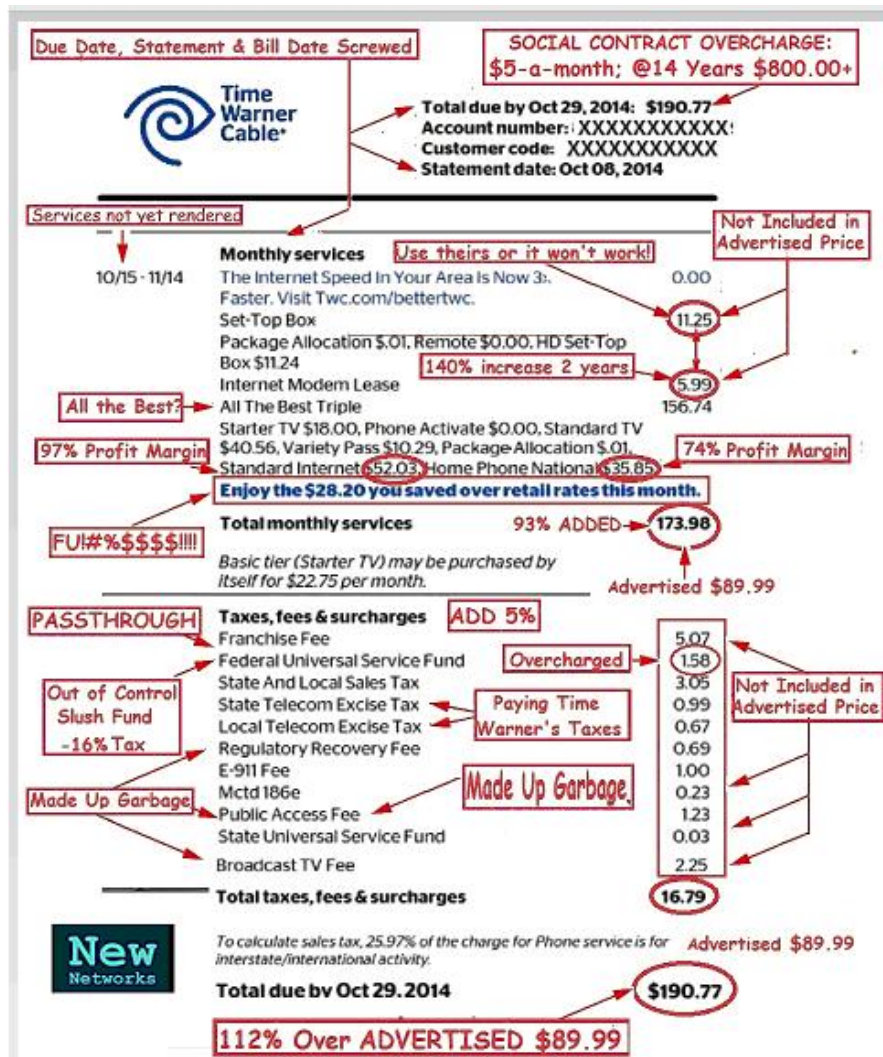 Due Date, Statement & Bill Date Screwed
SOCIAL CONTRACT OVERCHARGE:
$5-a-month; @14 Years $800.00+
Time
Warner
Cable
Total due by Oct 29, 2014: $190.77
Account number: XXXXXXXXXXX
Customer code: XXXXXXXXXXX
Statement date: Oct 08, 2014
Services not yet rendered
Not Included in
Advertised Price
Monthly services
Use theirs or it won't work!
10/15 - 11/14
The Internet Speed In Your Area Is Now 3x 0.00
Faster. Visit Twc.com/bettertwc.
Set-Top Box 11.25
Package Allocation $.01, Remote $0.00, HD Set-Top
Box $11.24
140% increase 2 years
Internet Modem Lease 5.99
All the Best?
All The Best Triple 156.74
Starter TV $18.00, Phone Activate $0.00, Standard TV
$40.56, Variety Pass $10.29, Package Allocation $.01,
97% Profit Margin
74% Profit Margin
Standard Internet $52.03, Home Phone National $35.85
Enjoy the $28.20 you saved over retail rates this month.
FU!#%$$$$!!!!
Total monthly services 93% ADDED 173.98
Basic tier (Starter TV) may be purchased by
itself for $22.75 per month.
Advertised $89.99
PASSTHROUGH
Taxes, fees & surcharges ADD 5%
Franchise Fee 5.07
Federal Universal Service Fund Overcharged 1.58
State And Local Sales Tax 3.05
Out of Control
Slush Fund
-16% Tax
Paying Time
Warner's Taxes
Not Included in
Advertised Price
State Telecom Excise Tax 0.99
Local Telecom Excise Tax 0.67
Regulatory Recovery Fee 0.69
E-911 Fee 1.00
Mctd 186e 0.23
Made Up Garbage
Made Up Garbage
Public Access Fee 1.23
State Universal Service Fund 0.03
Broadcast TV Fee 2.25
Total taxes, fees & surcharges 16.79
New
Networks
To calculate sales tax, 25.97% of the charge for Phone service is for
interstate/international activity.
Advertised $89.99
Total due by Oct 29. 2014 $190.77
112% Over ADVERTISED $89.99